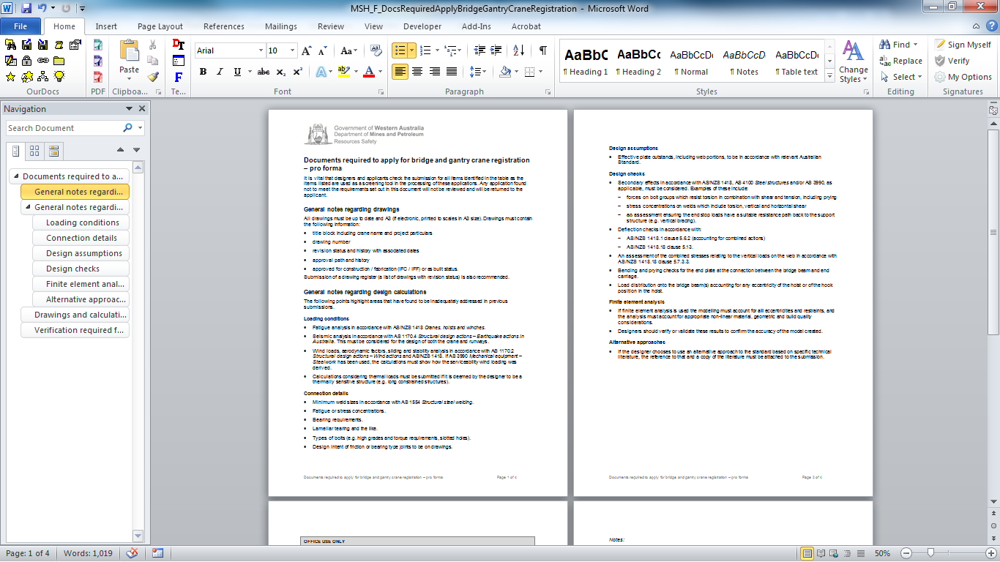 MSH_F_DocsRequiredApplyBridgeGantryCraneRegistration - Microsoft Word
File
Home
Insert
Page Layout
References
Mailings
Review
View
Developer
Add-Ins
Acrobat
OurDocs
PDF
Paste
Clipboa...
Te...
Arial
10
Font
Paragraph
AaBbC
¶ Heading 1
AaBbCc
¶ Heading 2
AaBbCcDc
¶ Normal
AaBbCcD.
¶ Notes
AaBbCcDc
¶ Table text
Change
Styles
Styles
Find
Replace
Select
Editing
Sign Myself
Verify
My Options
Signatures
Navigation
Search Document
Documents required to a...
General notes regardi...
General notes regardi...
Loading conditions
Connection details
Design assumptions
Design checks
Finite element anal...
Alternative approac...
Drawings and calculati...
Verification required f...
Government of Western Australia
Department of Mines and Petroleum
Resources Safety
Documents required to apply for bridge and gantry crane registration
– pro forma
It is vital that designers and applicants check the submission for all items identified in the table as the
items listed are used as a screening tool in the processing of these applications. Any application found
not to meet the requirements set out in this document will not be reviewed and will be returned to the
applicant.
General notes regarding drawings
All drawings must be up to date and A3 (if electronic, printed to scales in A3 size). Drawings must contain
the following information:
• title block including crane name and project particulars
• drawing number
• revision status and history with associated dates
• approval path and history
• approved for construction / fabrication (IFC / IFF) or as built status.
Submission of a drawing register (a list of drawings with revision status) is also recommended.
General notes regarding design calculations
The following points highlight areas that have found to be inadequately addressed in previous
submissions.
Loading conditions
• Fatigue analysis in accordance with AS/NZS 1418 Cranes, hoists and winches.
• Seismic analysis in accordance with AS 1170.4 Structural design actions – Earthquake actions in
Australia. This must be considered for the design of both the crane and runways.
• Wind loads, aerodynamic factors, sliding and stability analysis in accordance with AS 1170.2
Structural design actions – Wind actions and AS/NZS 1418. If AS 3990 Mechanical equipment –
Steelwork has been used, the calculations must show how the serviceability wind loading was
derived.
• Calculations considering thermal loads must be submitted if it is deemed by the designer to be a
thermally sensitive structure (e.g. long constrained structures).
Connection details
• Minimum weld sizes in accordance with AS 1554 Structural steel welding.
• Fatigue or stress concentrations.
• Bearing requirements.
• Lamellar tearing and the like.
• Types of bolts (e.g. high grades and torque requirements, slotted holes).
• Design intent of friction or bearing type joints to be on drawings.
Documents required to apply for bridge and gantry crane registration – pro forma
Page 1 of 4
Design assumptions
• Effective plate outstands, including web portions, to be in accordance with relevant Australian
Standard.
Design checks
• Secondary effects in accordance with AS/NZS 1418, AS 4100 Steel structures and/or AS 3990, as
applicable, must be considered. Examples of these include:
– forces on bolt groups which resist torsion in combination with shear and tension, including prying
– stress concentrations on welds which include torsion, vertical and horizontal shear
– an assessment ensuring the end stop loads have a suitable resistance path back to the support
structure (e.g. vertical bracing).
• Deflection checks in accordance with:
– AS/NZS 1418.1 clause 5.6.2 (accounting for combined actions)
– AS/NZS 1418.18 clause 5.13.
• An assessment of the combined stresses relating to the vertical loads on the web in accordance with
AS/NZS 1418.18 clause 5.7.3.3.
• Bending and prying checks for the end plate at the connection between the bridge beam and end
carriage.
• Load distribution onto the bridge beam(s) accounting for any eccentricity of the hoist or of the hook
position in the hoist.
Finite element analysis
• If finite element analysis is used the modelling must account for all eccentricities and restraints, and
the analysis must account for appropriate non-linear material, geometric and build quality
considerations.
• Designers should verify or validate these results to confirm the accuracy of the model created.
Alternative approaches
• If the designer chooses to use an alternative approach to the standard based on specific technical
literature, the reference to that and a copy of the literature must be attached to the submission.
Documents required to apply for bridge and gantry crane registration – pro forma
Page 2 of 4
OFFICE USE ONLY
Notes:
Page: 1 of 4
Words: 1,019
50%